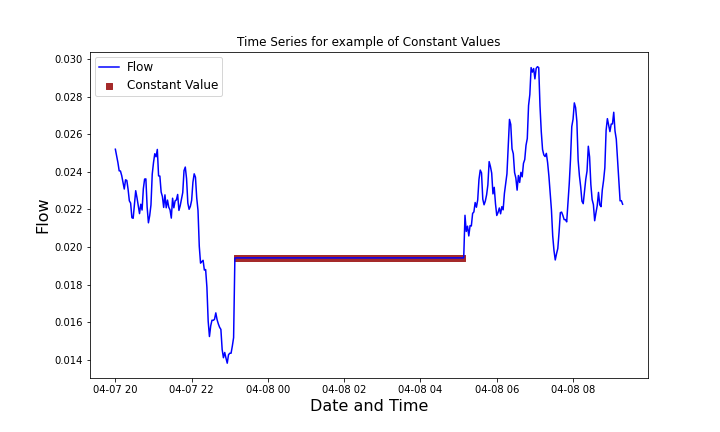 Time Series for example of Constant Values
Flow
Constant Value
0.030
0.028
0.026
0.024
0.022
0.020
0.018
0.016
0.014
Flow
04-07 20 04-07 22 04-08 00 04-08 02 04-08 04 04-08 06 04-08 08
Date and Time